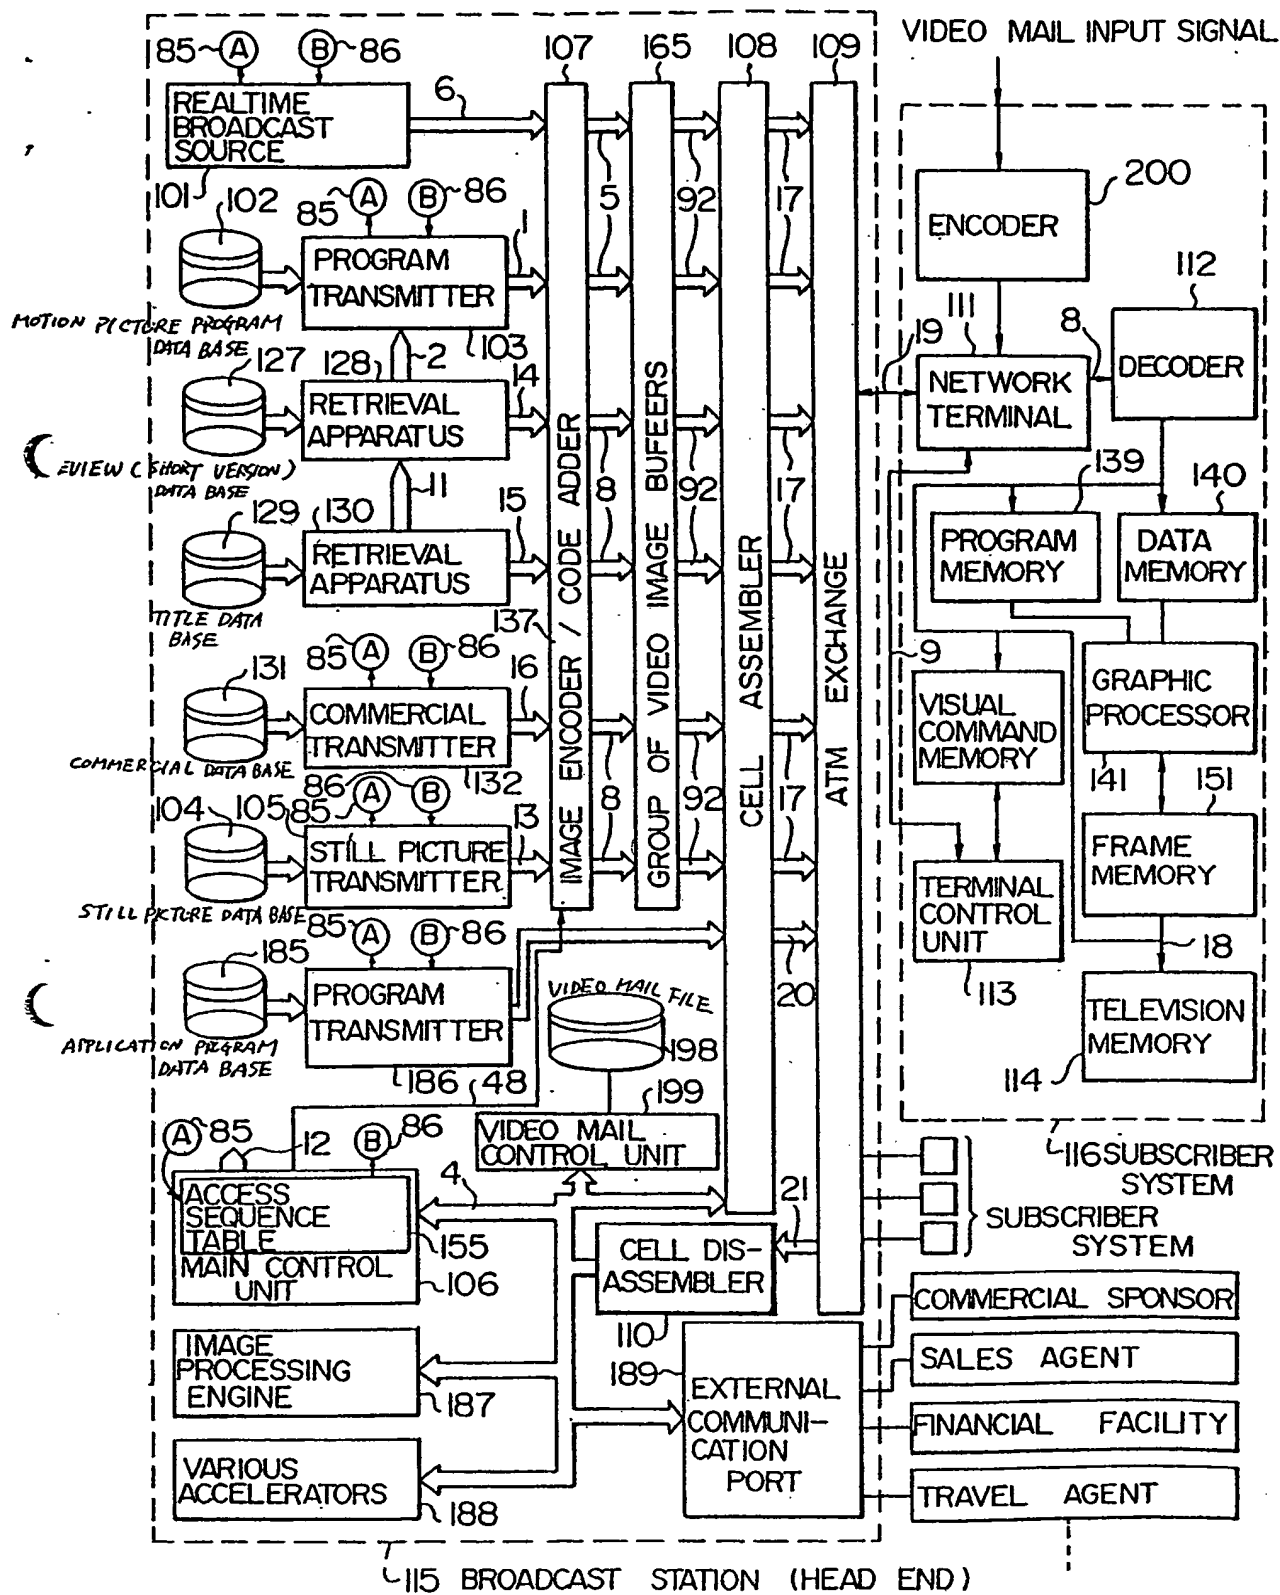 VIDEO MAIL INPUT SIGNAL
85 A B 86
107 165 108 109
REALTIME
BROADCAST
SOURCE
6
101
5 92 17
102
85 A B 86
1
PROGRAM
TRANSMITTER
MOTION PICTURE PROGRAM
DATA BASE
103
2
127
128
14
RETRIEVAL
APPARATUS
EVIEW (SHORT VERSION)
DATA BASE
11
8 92 17
129
130
15
RETRIEVAL
APPARATUS
TITLE DATA
BASE
137
85 A B 86
131
16
COMMERCIAL
TRANSMITTER
COMMERCIAL DATA BASE
132
86
85 A B
104
105
13
8 92 17
STILL PICTURE
TRANSMITTER
STILL PICTURE DATA BASE
85 A B 86
185
PROGRAM
TRANSMITTER
APPLICATION PROGRAM
DATA BASE
186
48
20
VIDEO MAIL FILE
198
199
VIDEO MAIL
CONTROL UNIT
IMAGE ENCODER / CODE ADDER
GROUP OF VIDEO IMAGE BUFEERS
CELL ASSEMBLER
ATM EXCHANGE
A 85
12
B 86
4
ACCESS
SEQUENCE
TABLE
155
MAIN CONTROL
UNIT
106
21
CELL DIS-
ASSEMBLER
110
IMAGE
PROCESSING
ENGINE
187
VARIOUS
ACCELERATORS
188
189
EXTERNAL
COMMUNI-
CATION
PORT
115 BROADCAST STATION (HEAD END)
200
ENCODER
112
111
19
8
DECODER
NETWORK
TERMINAL
139
140
PROGRAM
MEMORY
DATA
MEMORY
9
VISUAL
COMMAND
MEMORY
GRAPHIC
PROCESSOR
141
151
FRAME
MEMORY
TERMINAL
CONTROL
UNIT
113
18
TELEVISION
MEMORY
114
116 SUBSCRIBER
SYSTEM
SUBSCRIBER
SYSTEM
COMMERCIAL SPONSOR
SALES AGENT
FINANCIAL FACILITY
TRAVEL AGENT